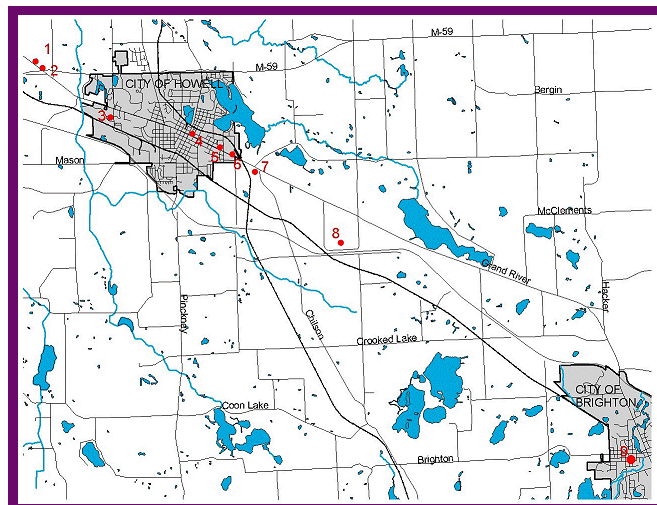 M-59
1
2
M-59
CITY OF HOWELL
Bergin
3
4
5
6
Mason
7
McClements
8
Grand River
Hacker
Pinckney
Chilson
Crooked Lake
CITY OF
BRIGHTON
Coon Lake
Brighton
9